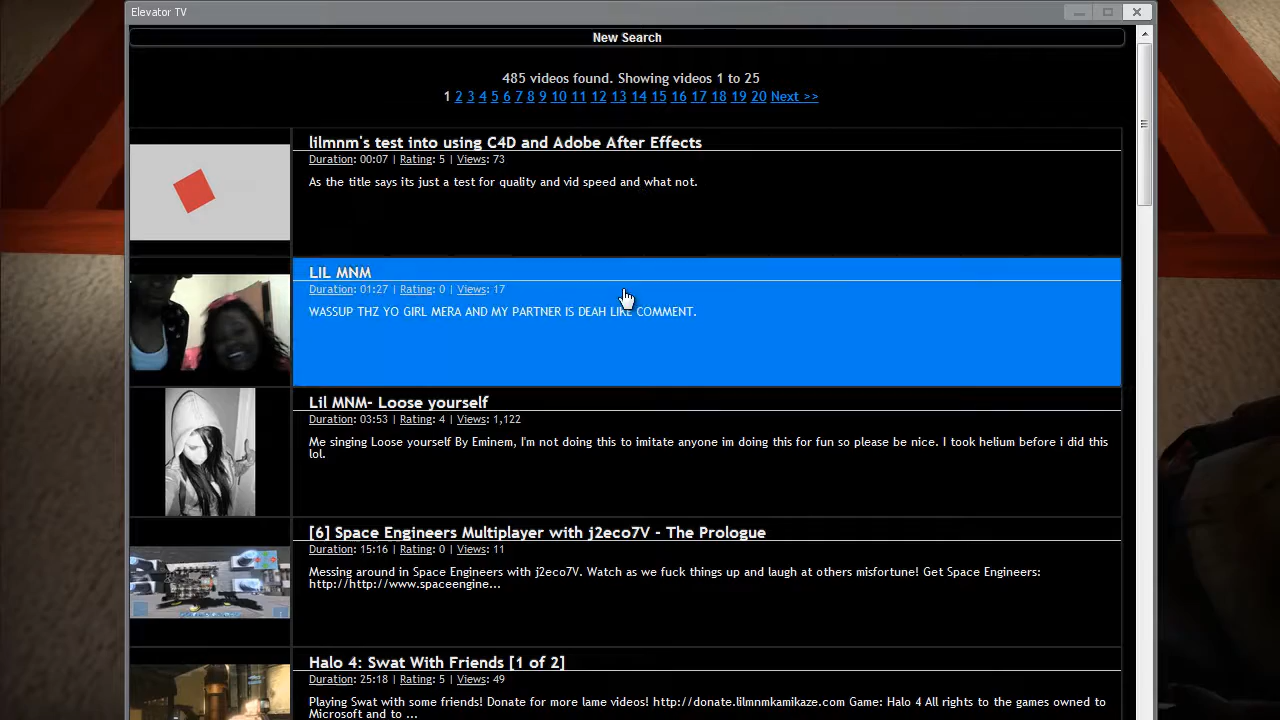 Elevator TV
New Search
485 videos found. Showing videos 1 to 25
1 2 3 4 5 6 7 8 9 10 11 12 13 14 15 16 17 18 19 20 Next >>
lilmnm's test into using C4D and Adobe After Effects
Duration: 00:07 | Rating: 5 | Views: 73
As the title says its just a test for quality and vid speed and what not.
LIL MNM
Duration: 01:27 | Rating: 0 | Views: 17
WASSUP THZ YO GIRL MERA AND MY PARTNER IS DEAH LIKE COMMENT.
Lil MNM- Loose yourself
Duration: 03:53 | Rating: 4 | Views: 1,122
Me singing Loose yourself By Eminem, I'm not doing this to imitate anyone im doing this for fun so please be nice. I took helium before i did this
lol.
[6] Space Engineers Multiplayer with j2eco7V - The Prologue
Duration: 15:16 | Rating: 0 | Views: 11
Messing around in Space Engineers with j2eco7V. Watch as we fuck things up and laugh at others misfortune! Get Space Engineers:
http://http://www.spaceengine...
Halo 4: Swat With Friends [1 of 2]
Duration: 25:18 | Rating: 5 | Views: 49
Playing Swat with some friends! Donate for more lame videos! http://donate.lilmnmkamikaze.com Game: Halo 4 All rights to the games owned to
Microsoft and to ...